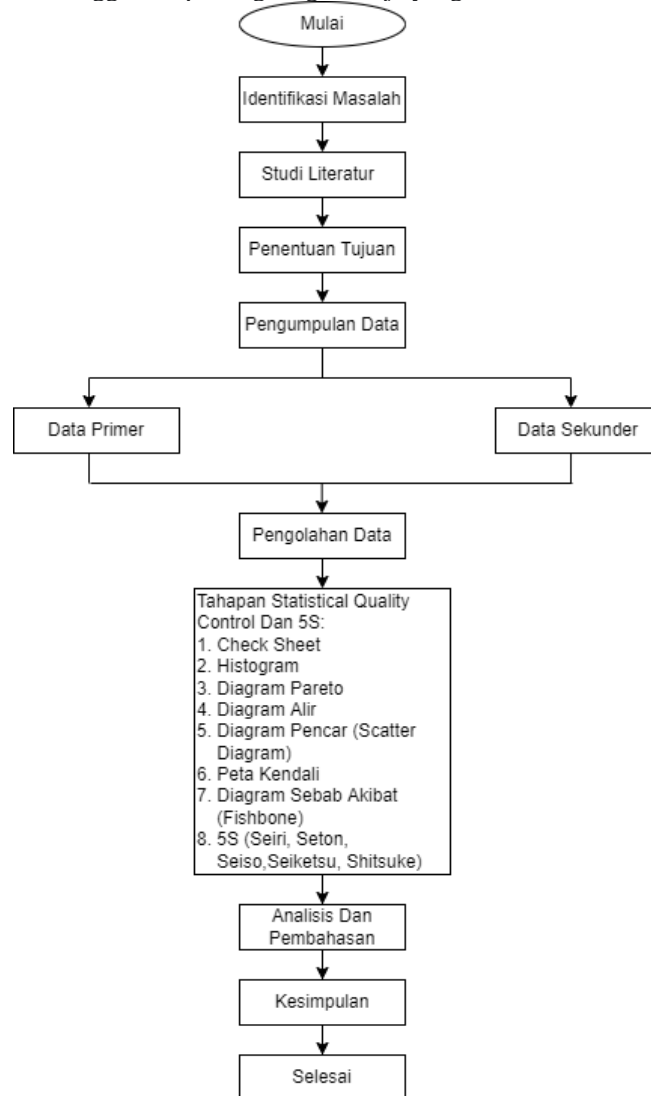 Mulai
Identifikasi Masalah
Studi Literatur
Penentuan Tujuan
Pengumpulan Data
Data Primer
Data Sekunder
Pengolahan Data
Tahapan Statistical Quality
Control Dan 5S:
1. Check Sheet
2. Histogram
3. Diagram Pareto
4. Diagram Alir
5. Diagram Pencar (Scatter
Diagram)
6. Peta Kendali
7. Diagram Sebab Akibat
(Fishbone)
8. 5S (Seiri, Seton,
Seiso,Seiketsu, Shitsuke)
Analisis Dan
Pembahasan
Kesimpulan
Selesai